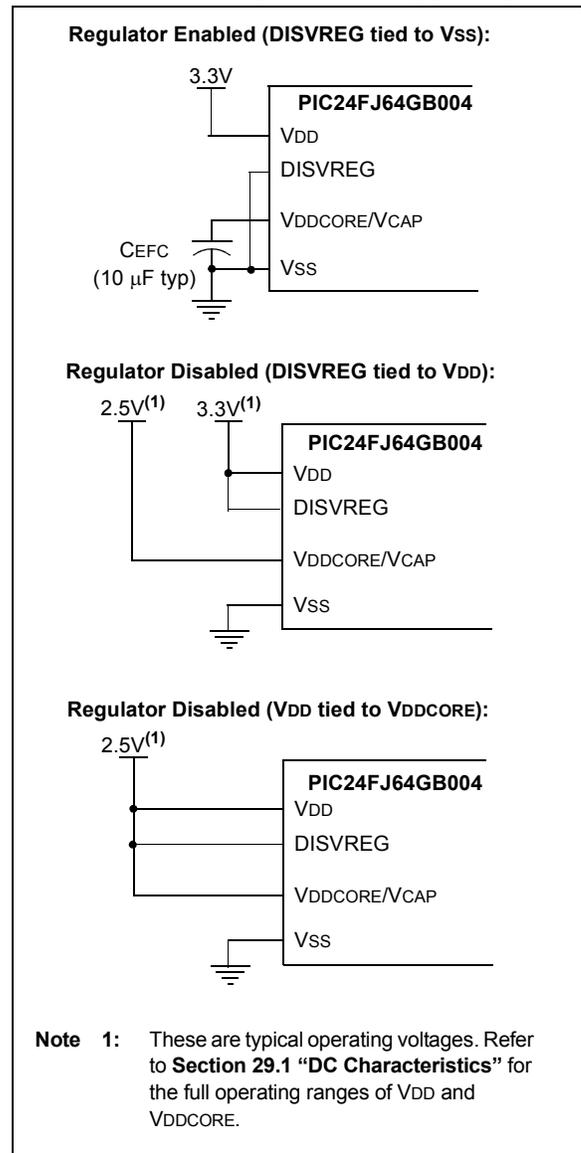 Regulator Enabled (DISVREG tied to VSS):
3.3V
PIC24FJ64GB004
VDD
DISVREG
VDDCORE/VCAP
CEFC
(10 μF typ)
VSS
Regulator Disabled (DISVREG tied to VDD):
2.5V(1) 3.3V(1)
PIC24FJ64GB004
VDD
DISVREG
VDDCORE/VCAP
VSS
Regulator Disabled (VDD tied to VDDCORE):
2.5V(1)
PIC24FJ64GB004
VDD
DISVREG
VDDCORE/VCAP
VSS
Note 1: These are typical operating voltages. Refer
to Section 29.1 “DC Characteristics” for
the full operating ranges of VDD and
VDDCORE.